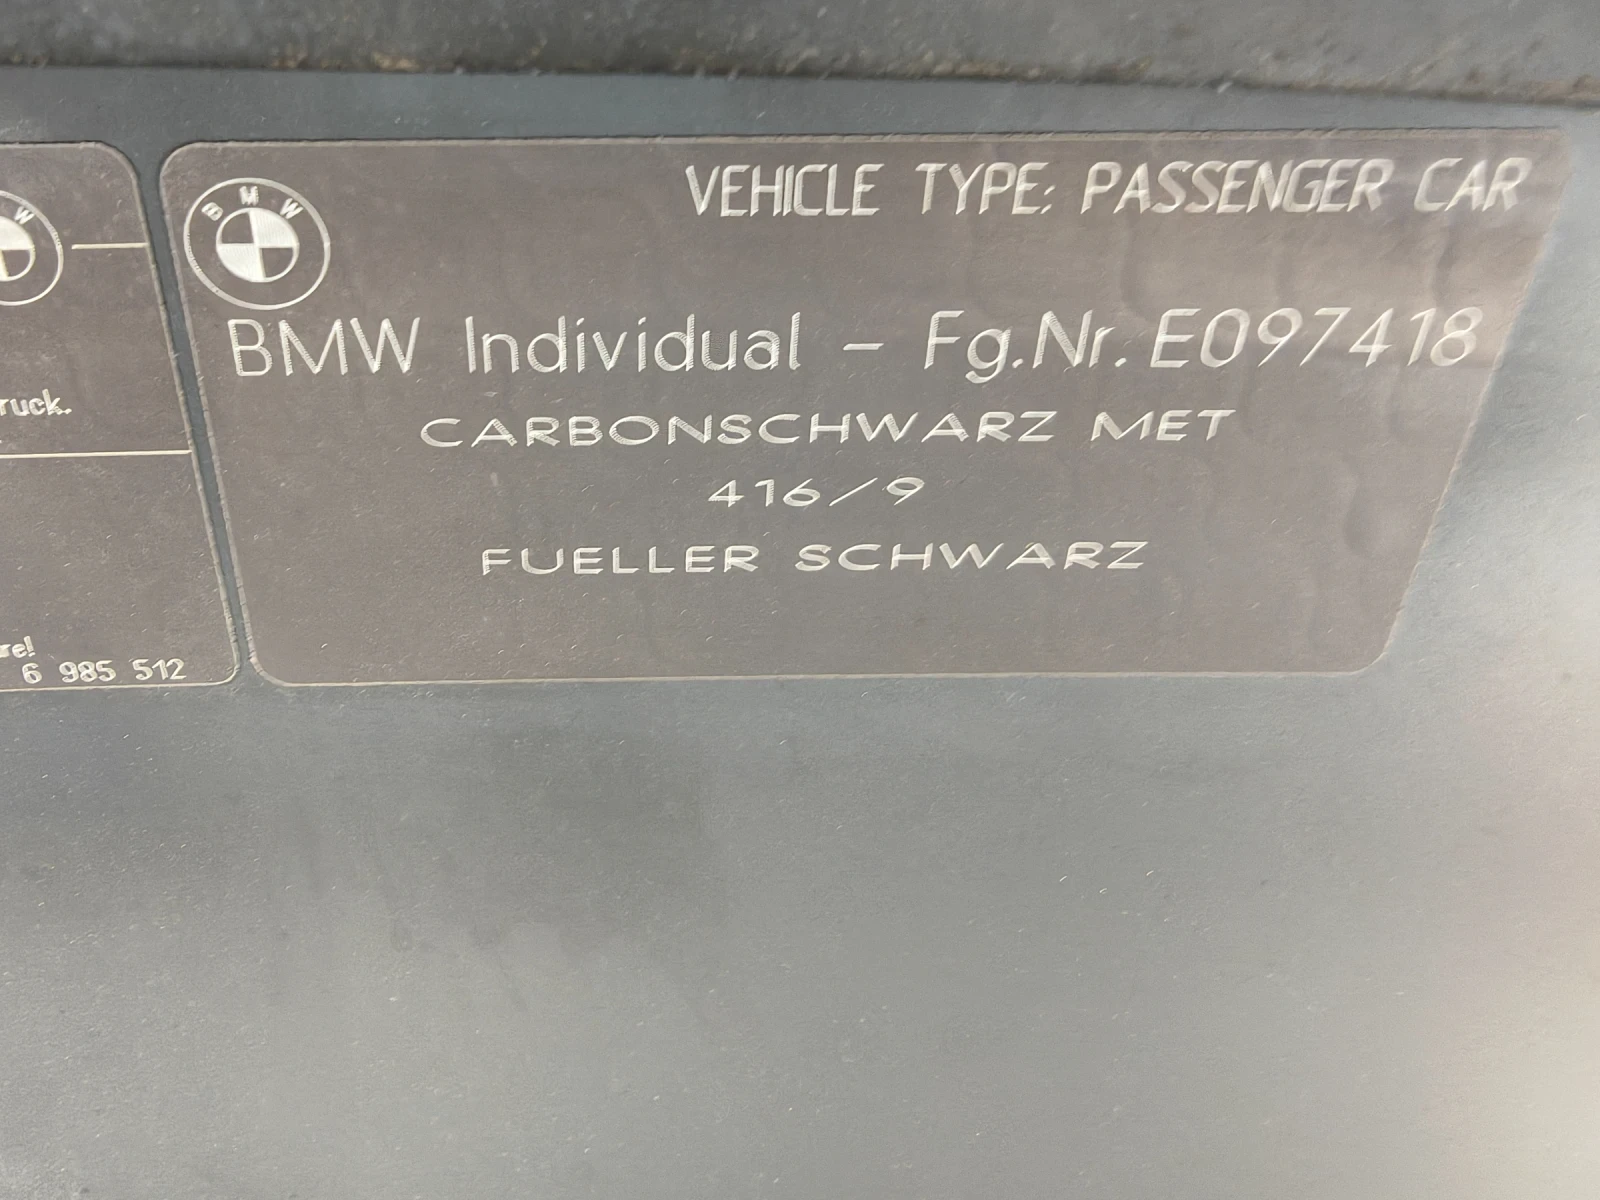 BMW
VEHICLE TYPE: PASSENGER CAR
BMW Individual - Fg.Nr. E097418
CARBONSCHWARZ MET
416/9
FUELLER SCHWARZ
W
ruck.
re!
6 985 512